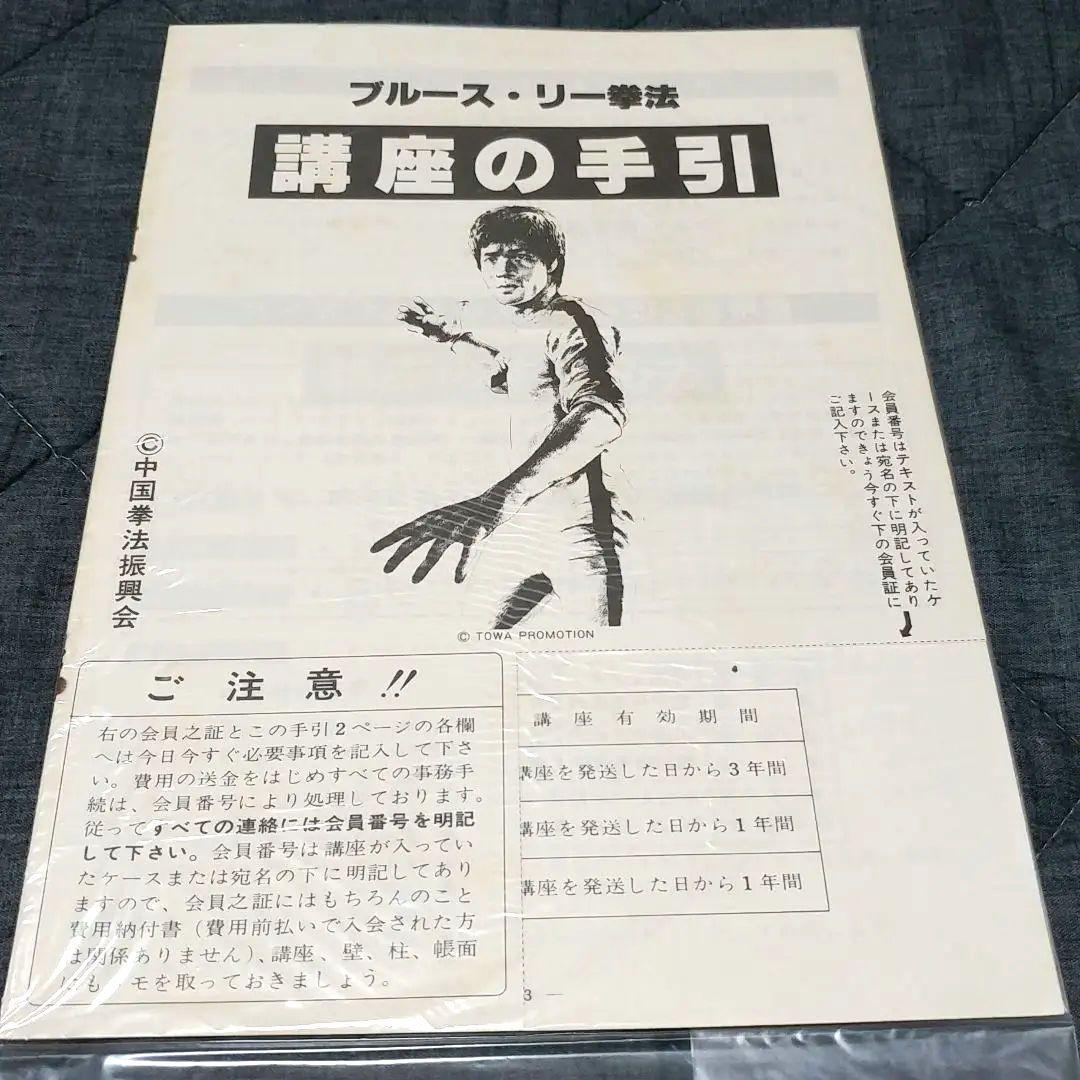 ブルース・リー拳法
講座の手引
会員番号はテキストが入っていたケ
ースまたは宛名の下に明記してあり
ますのできょう今すぐ下の会員証に
ご記入下さい。
©中国拳法振興会
© TOWA PROMOTION
ご注意!!
右の会員之証とこの手引2ページの各欄
へは今日今すぐ必要事項を記入して下さ
い。費用の送金をはじめすべての事務手
続は、会員番号により処理しております。
従ってすべての連絡には会員番号を明記
して下さい。会員番号は講座が入ってい
たケースまたは宛名の下に明記してあり
ますので、会員之証にはもちろんのこと
費用納付書（費用前払いで入会された方
は関係ありません）、講座、壁、柱、帳面
にもメモを取っておきましょう。
講座有効期間
講座を発送した日から3年間
講座を発送した日から1年間
講座を発送した日から1年間
3 —